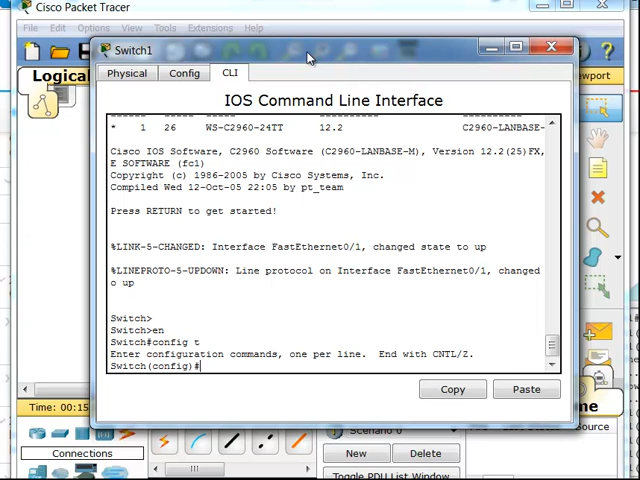 Cisco Packet Tracer
File Edit Options View Tools Extensions Help
Logical
Viewport
Switch1
Physical Config CLI
IOS Command Line Interface
------ ----- ----- ---------- ----------
* 1 26 WS-C2960-24TT 12.2 C2960-LANBASE-
Cisco IOS Software, C2960 Software (C2960-LANBASE-M), Version 12.2(25)FX,
E SOFTWARE (fc1)
Copyright (c) 1986-2005 by Cisco Systems, Inc.
Compiled Wed 12-Oct-05 22:05 by pt_team
Press RETURN to get started!
%LINK-5-CHANGED: Interface FastEthernet0/1, changed state to up
%LINEPROTO-5-UPDOWN: Line protocol on Interface FastEthernet0/1, changed
o up
Switch>
Switch>en
Switch#config t
Enter configuration commands, one per line. End with CNTL/Z.
Switch(config)#
Copy Paste
Time: 00:15
me
Connections
Scenario 0
New Delete
Toggle PDU List Window
Source